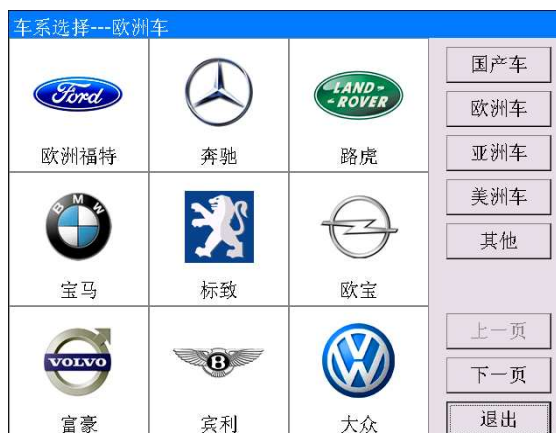 车系选择---欧洲车
Ford
LAND-
-ROVER
欧洲福特
奔驰
路虎
国产车
欧洲车
亚洲车
美洲车
其他
BMW
宝马
标致
欧宝
VOLVO
B
富豪
宾利
大众
上一页
下一页
退出